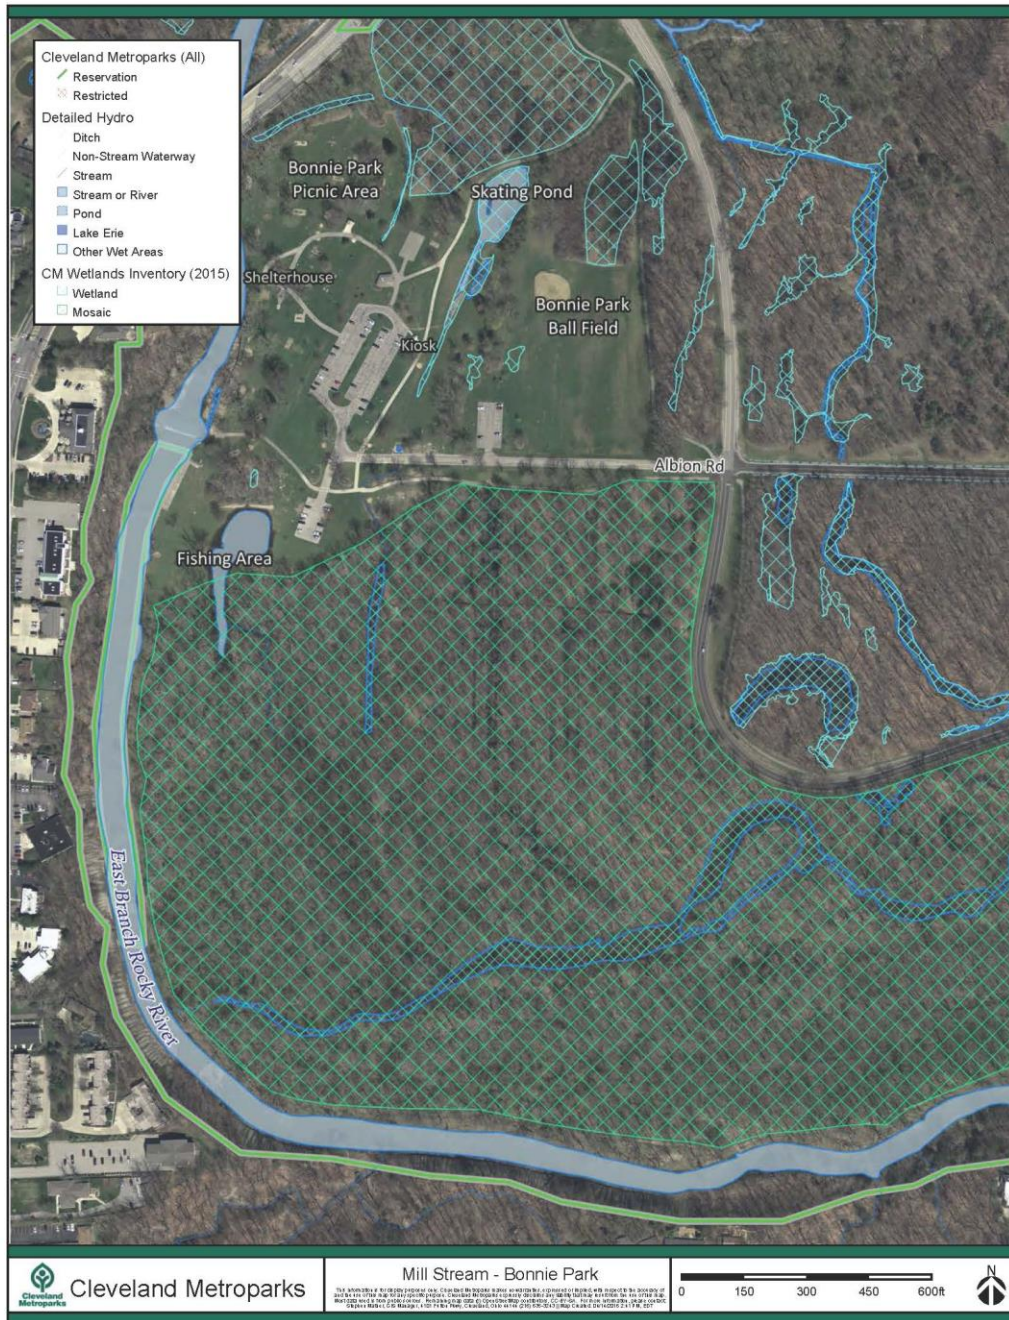 Cleveland Metroparks (All)
Reservation
Restricted
Detailed Hydro
Ditch
Non-Stream Waterway
Stream
Stream or River
Pond
Lake Erie
Other Wet Areas
CM Wetlands Inventory (2015)
Wetland
Mosaic
Bonnie Park
Picnic Area
Skating Pond
Shelterhouse
Bonnie Park
Ball Field
Kiosk
Albion Rd
Fishing Area
East Branch Rocky River
Cleveland
Metroparks
Cleveland Metroparks
Mill Stream - Bonnie Park
0 150 300 450 600ft
N